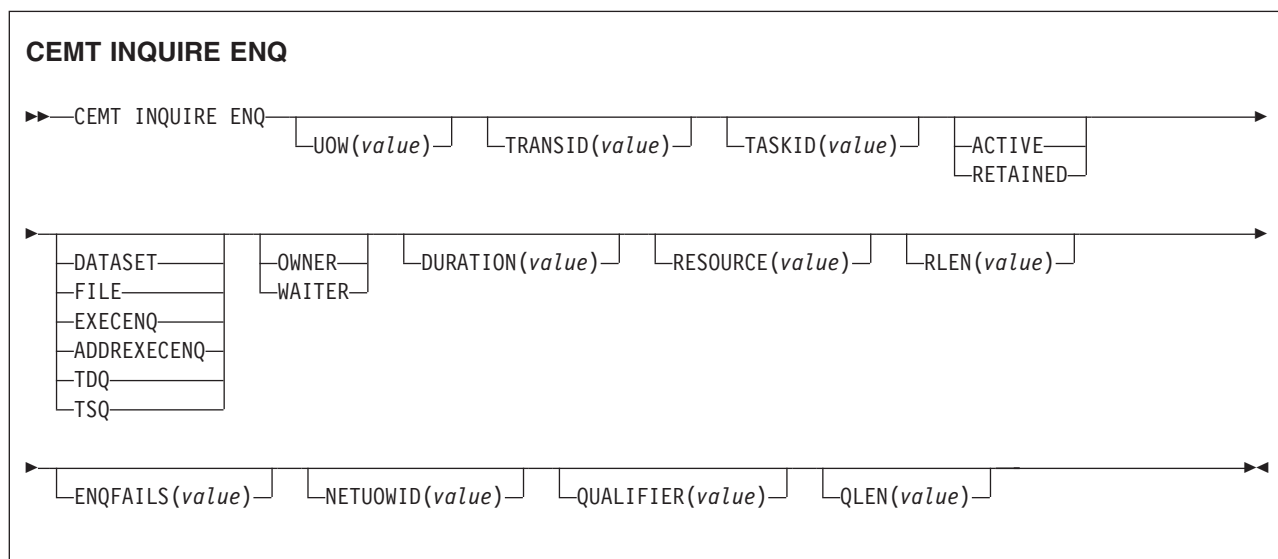 CEMT INQUIRE ENQ
CEMT INQUIRE ENQ
UOW(value) TRANSID(value) TASKID(value) ACTIVE
RETAINED
DATASET OWNER DURATION(value) RESOURCE(value) RLEN(value)
FILE WAITER
EXECENQ
ADDREXECENQ
TDQ
TSQ
ENQFAILS(value) NETUOWID(value) QUALIFIER(value) QLEN(value)